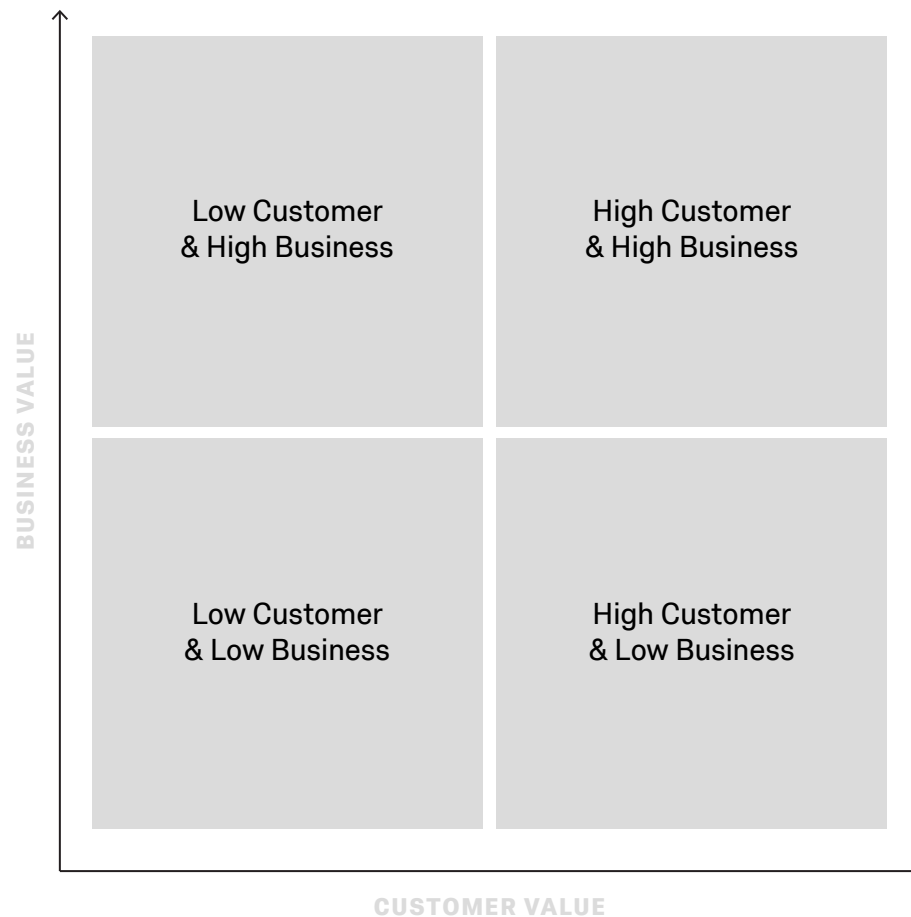 Low Customer
& High Business
High Customer
& High Business
BUSINESS VALUE
Low Customer
& Low Business
High Customer
& Low Business
CUSTOMER VALUE